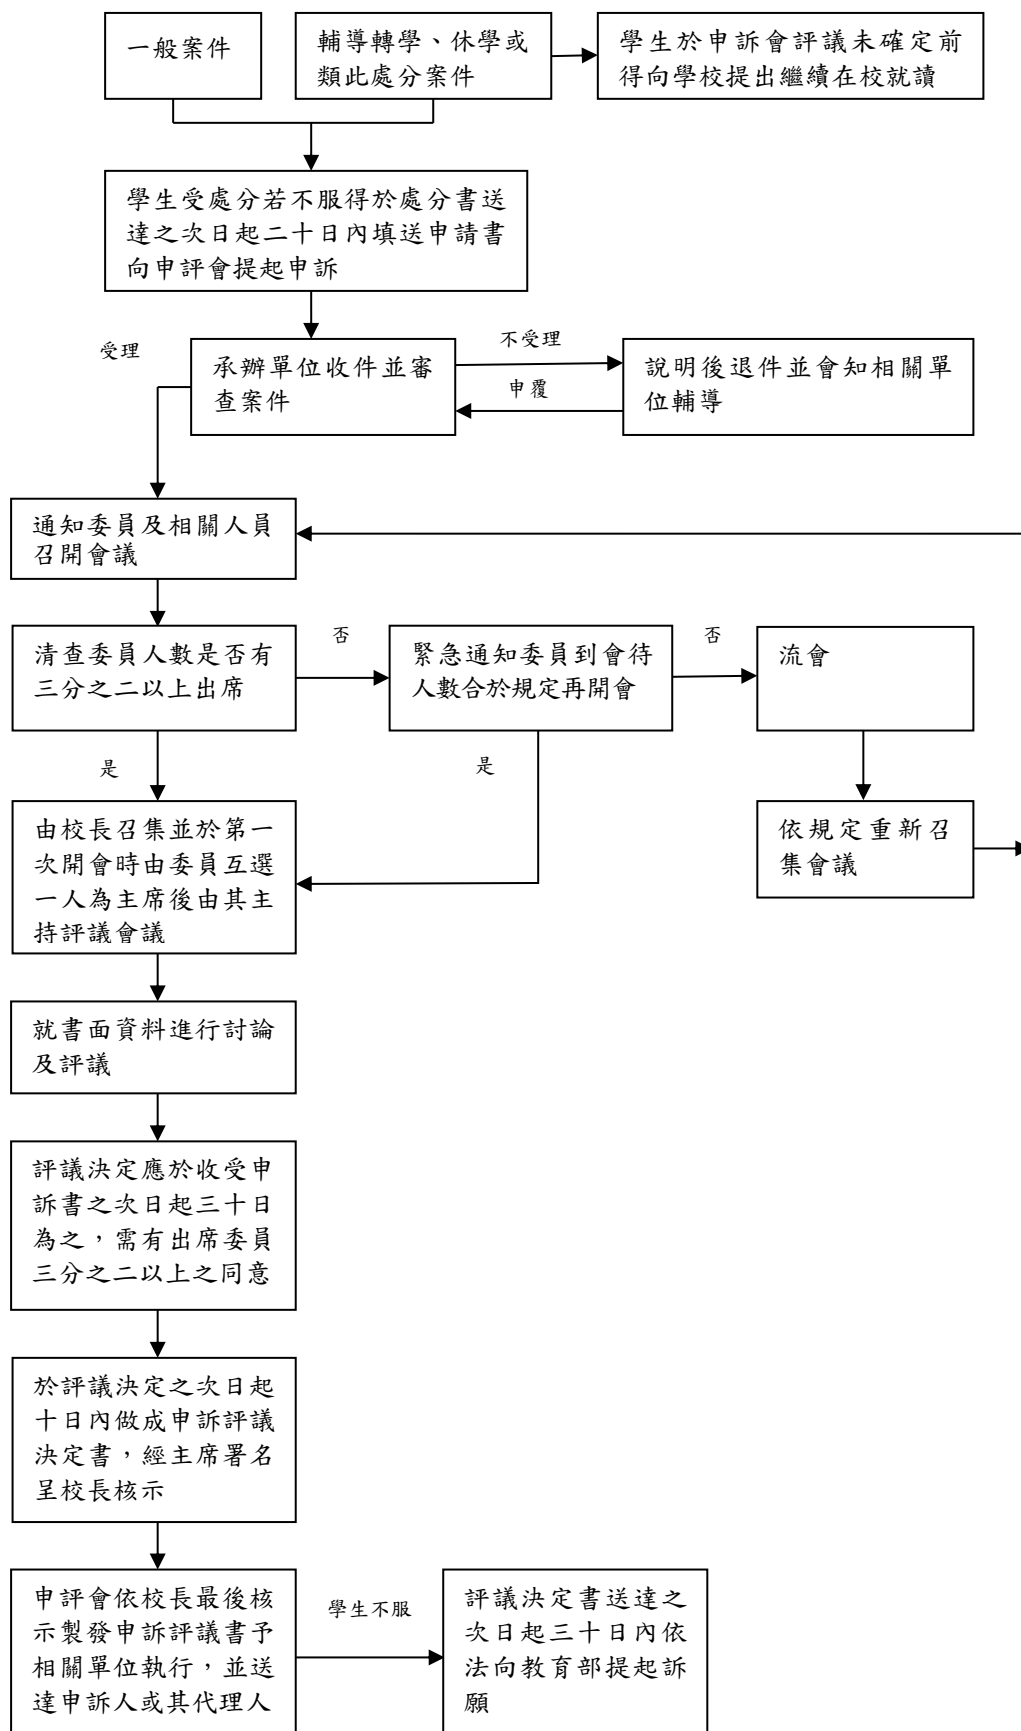 一般案件
輔導轉學、休學或
類此處分案件
學生於申訴會評議未確定前
得向學校提出繼續在校就讀
學生受處分若不服得於處分書送
達之次日起二十日內填送申請書
向申評會提起申訴
受理
承辦單位收件並審
查案件
不受理
申覆
說明後退件並會知相關單
位輔導
通知委員及相關人員
召開會議
清查委員人數是否有
三分之二以上出席
否
緊急通知委員到會待
人數合於規定再開會
否
流會
是
是
由校長召集並於第一
次開會時由委員互選
一人為主席後由其主
持評議會議
依規定重新召
集會議
就書面資料進行討論
及評議
評議決定應於收受申
訴書之次日起三十日
為之，需有出席委員
三分之二以上之同意
於評議決定之次日起
十日內做成申訴評議
決定書，經主席署名
呈校長核示
申評會依校長最後核
示製發申訴評議書予
相關單位執行，並送
達申訴人或其代理人
學生不服
評議決定書送達之
次日起三十日內依
法向教育部提起訴
願